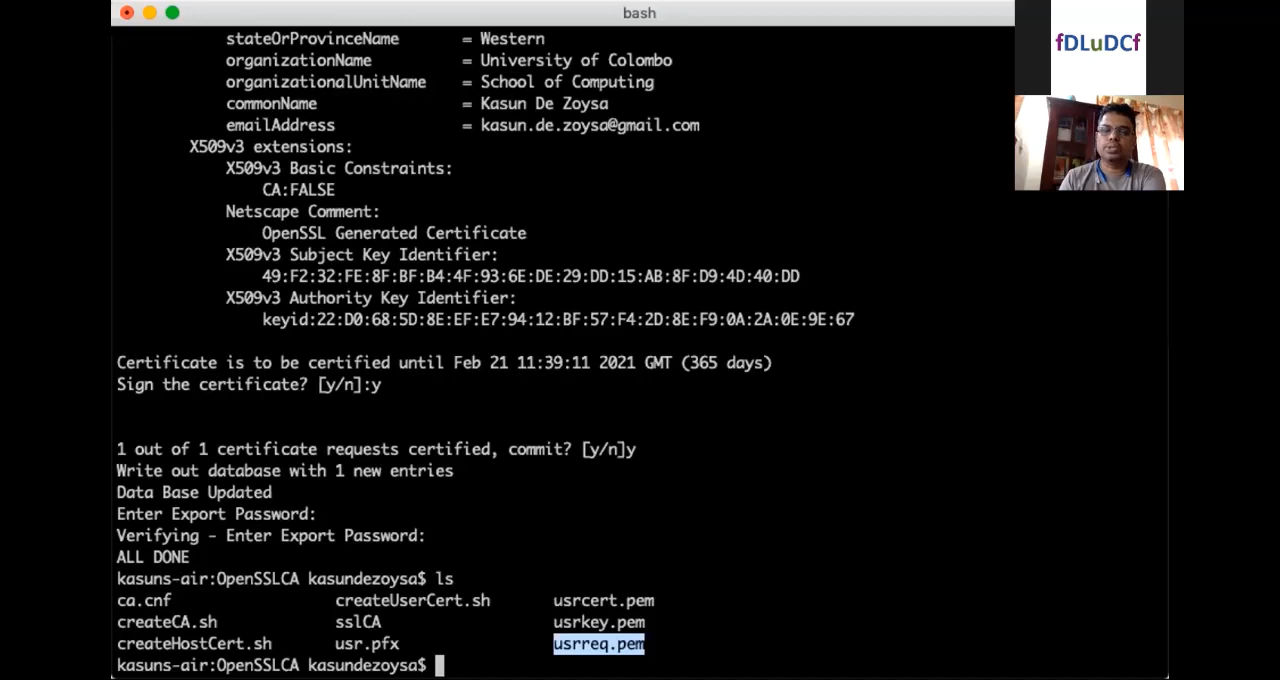 bash
fDLuDCf
stateOrProvinceName = Western
organizationName = University of Colombo
organizationalUnitName = School of Computing
commonName = Kasun De Zoysa
emailAddress = kasun.de.zoysa@gmail.com
X509v3 extensions:
X509v3 Basic Constraints:
CA:FALSE
Netscape Comment:
OpenSSL Generated Certificate
X509v3 Subject Key Identifier:
49:F2:32:FE:8F:BF:B4:4F:93:6E:DE:29:DD:15:AB:8F:D9:4D:40:DD
X509v3 Authority Key Identifier:
keyid:22:D0:68:5D:8E:EF:E7:94:12:BF:57:F4:2D:8E:F9:0A:2A:0E:9E:67
Certificate is to be certified until Feb 21 11:39:11 2021 GMT (365 days)
Sign the certificate? [y/n]:y
1 out of 1 certificate requests certified, commit? [y/n]y
Write out database with 1 new entries
Data Base Updated
Enter Export Password:
Verifying - Enter Export Password:
ALL DONE
kasuns-air:OpenSSLCA kasundezoysa$ ls
ca.cnf createUserCert.sh usrcert.pem
createCA.sh sslCA usrkey.pem
createHostCert.sh usr.pfx usrreq.pem
kasuns-air:OpenSSLCA kasundezoysa$